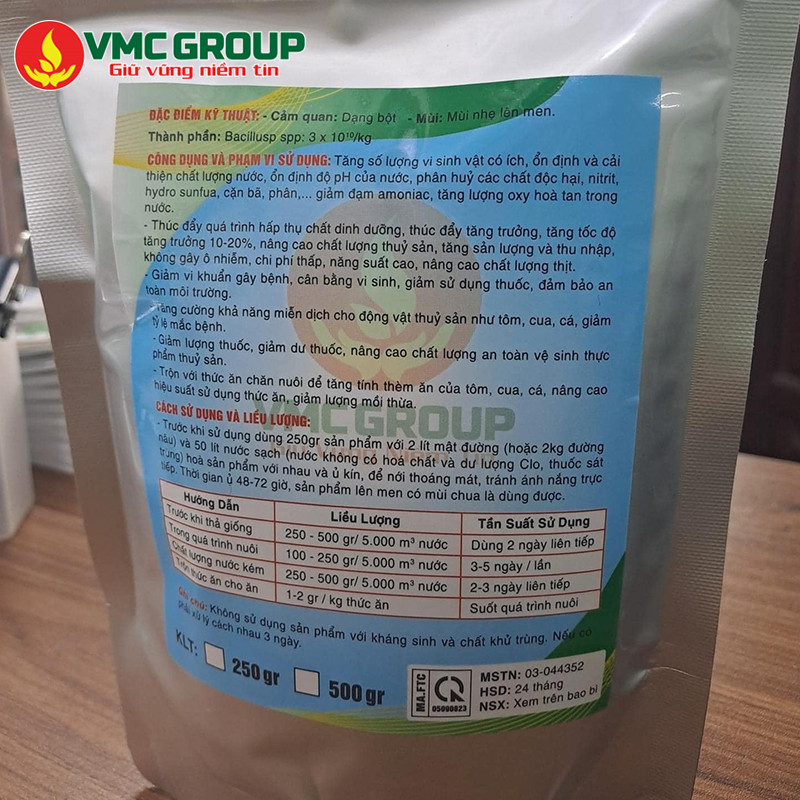 VMC GROUP
Giữ vững niềm tin
ĐẶC ĐIỂM KỸ THUẬT: - Cảm quan: Dạng bột - Mùi: Mùi nhẹ lên men.
Thành phần: Bacillusp spp: 3 x 10¹⁰/kg
CÔNG DỤNG VÀ PHẠM VI SỬ DỤNG: Tăng số lượng vi sinh vật có ích, ổn định và cải
thiện chất lượng nước, ổn định độ pH của nước, phân huỷ các chất độc hại, nitrit,
hydro sunfua, cặn bã, phân,... giảm đạm amoniac, tăng lượng oxy hoà tan trong
nước.
- Thúc đẩy quá trình hấp thụ chất dinh dưỡng, thúc đẩy tăng trưởng, tăng tốc độ
tăng trưởng 10-20%, nâng cao chất lượng thuỷ sản, tăng sản lượng và thu nhập,
không gây ô nhiễm, chi phí thấp, năng suất cao, nâng cao chất lượng thịt.
- Giảm vi khuẩn gây bệnh, cân bằng vi sinh, giảm sử dụng thuốc, đảm bảo an
toàn môi trường.
- Tăng cường khả năng miễn dịch cho động vật thuỷ sản như tôm, cua, cá, giảm
tỷ lệ mắc bệnh.
- Giảm lượng thuốc, giảm dư thuốc, nâng cao chất lượng an toàn vệ sinh thực
phẩm thuỷ sản.
- Trộn với thức ăn chăn nuôi để tăng tính thèm ăn của tôm, cua, cá, nâng cao
hiệu suất sử dụng thức ăn, giảm lượng mồi thừa.
VMC GROUP
Giữ Vững Niềm Tin
CÁCH SỬ DỤNG VÀ LIỀU LƯỢNG:
- Trước khi sử dụng dùng 250gr sản phẩm với 2 lít mật đường (hoặc 2kg đường
nâu) và 50 lít nước sạch (nước không có hoá chất và dư lượng Clo, thuốc sát
trùng) hoà sản phẩm với nhau và ủ kín, để nới thoáng mát, tránh ánh nắng trực
tiếp. Thời gian ủ 48-72 giờ, sản phẩm lên men có mùi chua là dùng được.
Hướng Dẫn Liều Lượng Tần Suất Sử Dụng
Trước khi thả giống 250 - 500 gr/ 5.000 m³ nước Dùng 2 ngày liên tiếp
Trong quá trình nuôi 100 - 250 gr/ 5.000 m³ nước 3-5 ngày / lần
Chất lượng nước kém 250 - 500 gr/ 5.000 m³ nước 2-3 ngày liên tiếp
Trộn thức ăn cho ăn 1-2 gr / kg thức ăn Suốt quá trình nuôi
Ghi chú: Không sử dụng sản phẩm với kháng sinh và chất khử trùng. Nếu có
phải xử lý cách nhau 3 ngày.
KLT: 250 gr 500 gr
MA.FTC
05090823
MSTN: 03-044352
HSD: 24 tháng
NSX: Xem trên bao bì